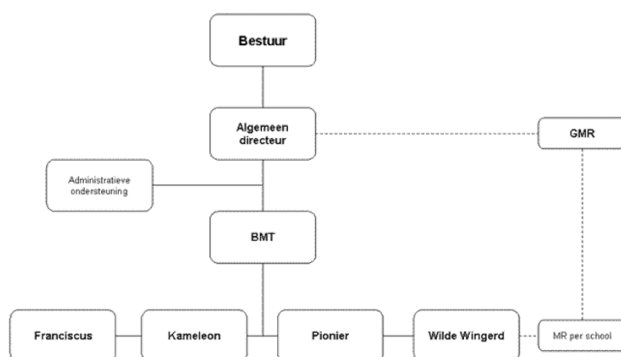 Bestuur
Algemeen
directeur
GMR
Administratieve
ondersteuning
BMT
Franciscus
Kameleon
Pionier
Wilde Wingerd
MR per school